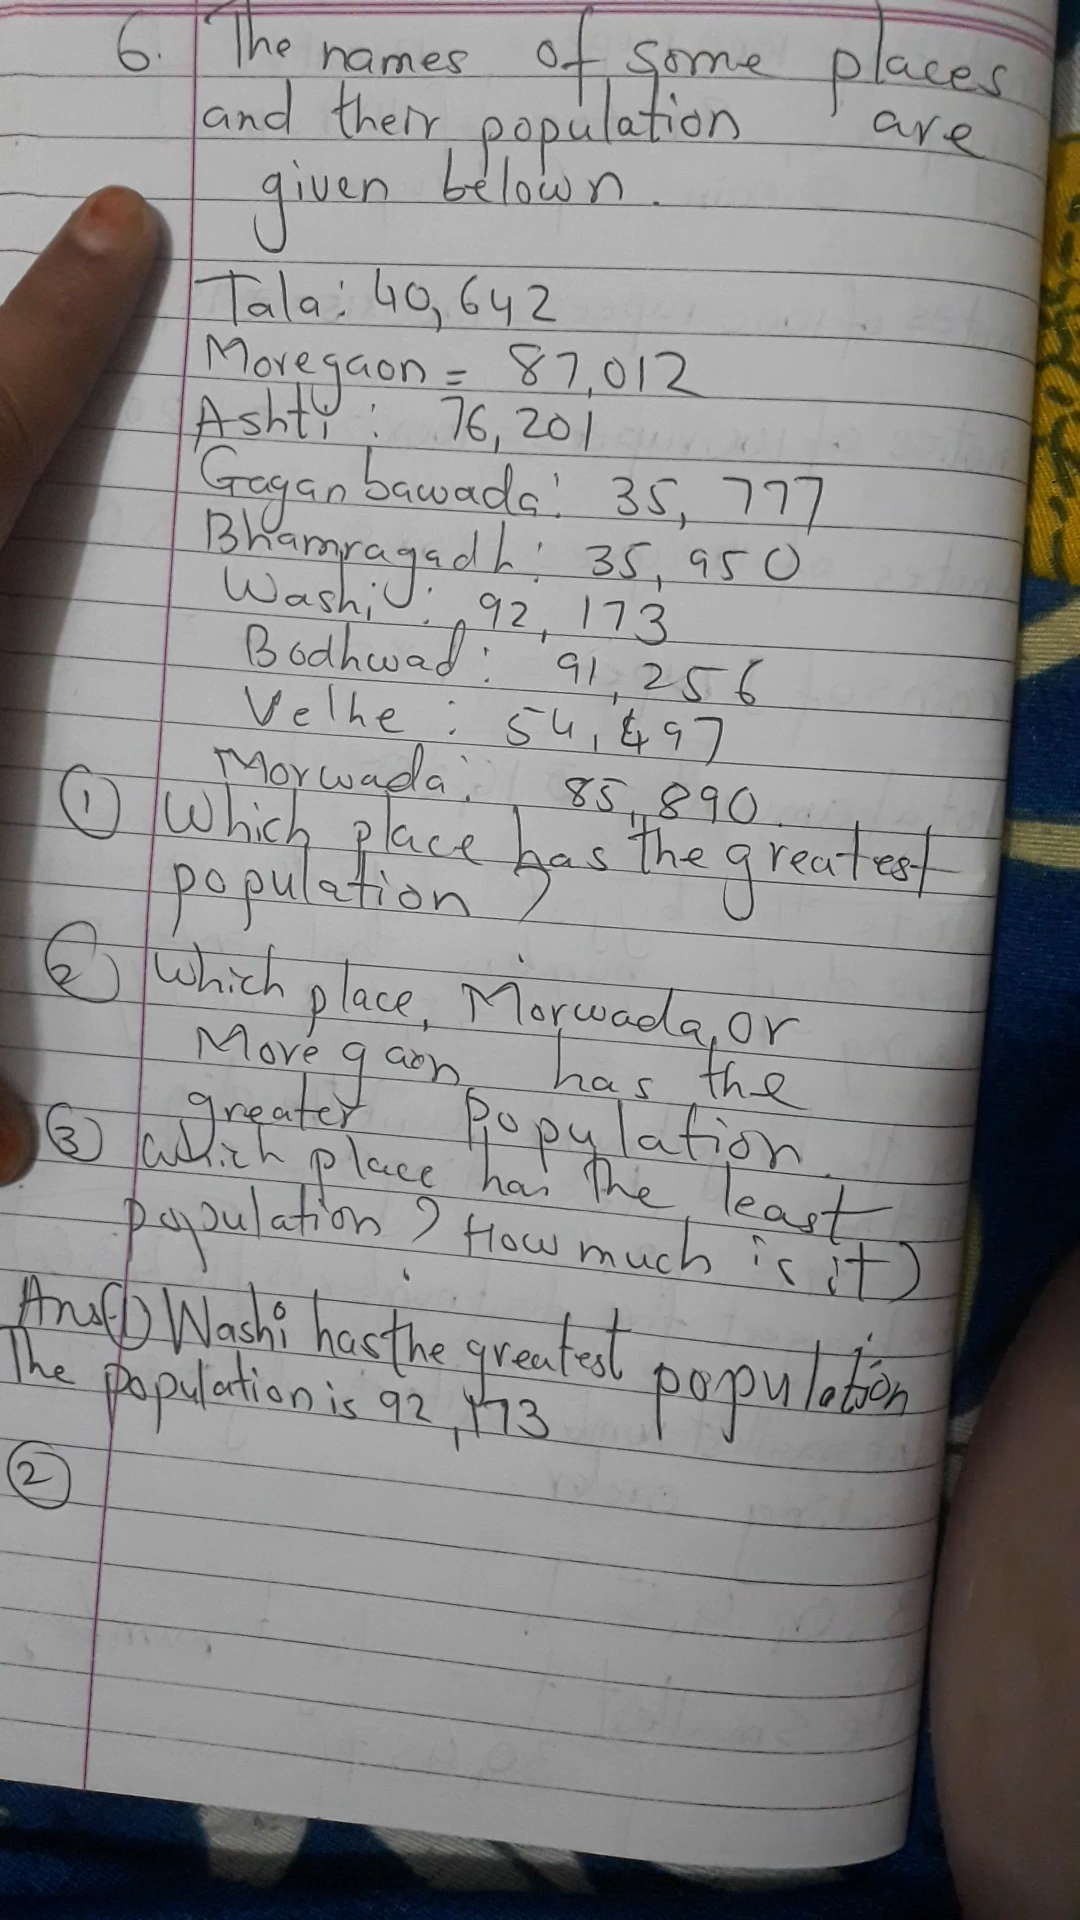 6. The names of some places
and their population are
given belown.
Tala: 40,642
Moregaon = 87,012
Ashti : 76,201
Gaganbawada: 35,777
Bhamragadh: 35,950
Washi: 92,173
Bodhwad: 91,256
Velhe : 54,497
Morwada: 85,890
① Which place has the greatest
population?
② Which place, Morwada, or
Moregaon has the
greater Population.
③ which place has the least
population? How much is it?
Ans(1) Washi has the greatest population
The population is 92,173
②